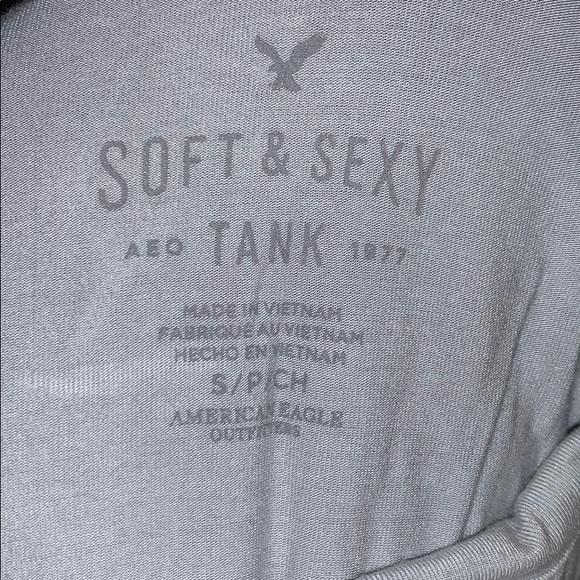 SOFT & SEXY
AEO TANK 1977
MADE IN VIETNAM
FABRIQUÉ AU VIETNAM
HECHO EN VIETNAM
S/P/CH
AMERICAN EAGLE
OUTFITTERS